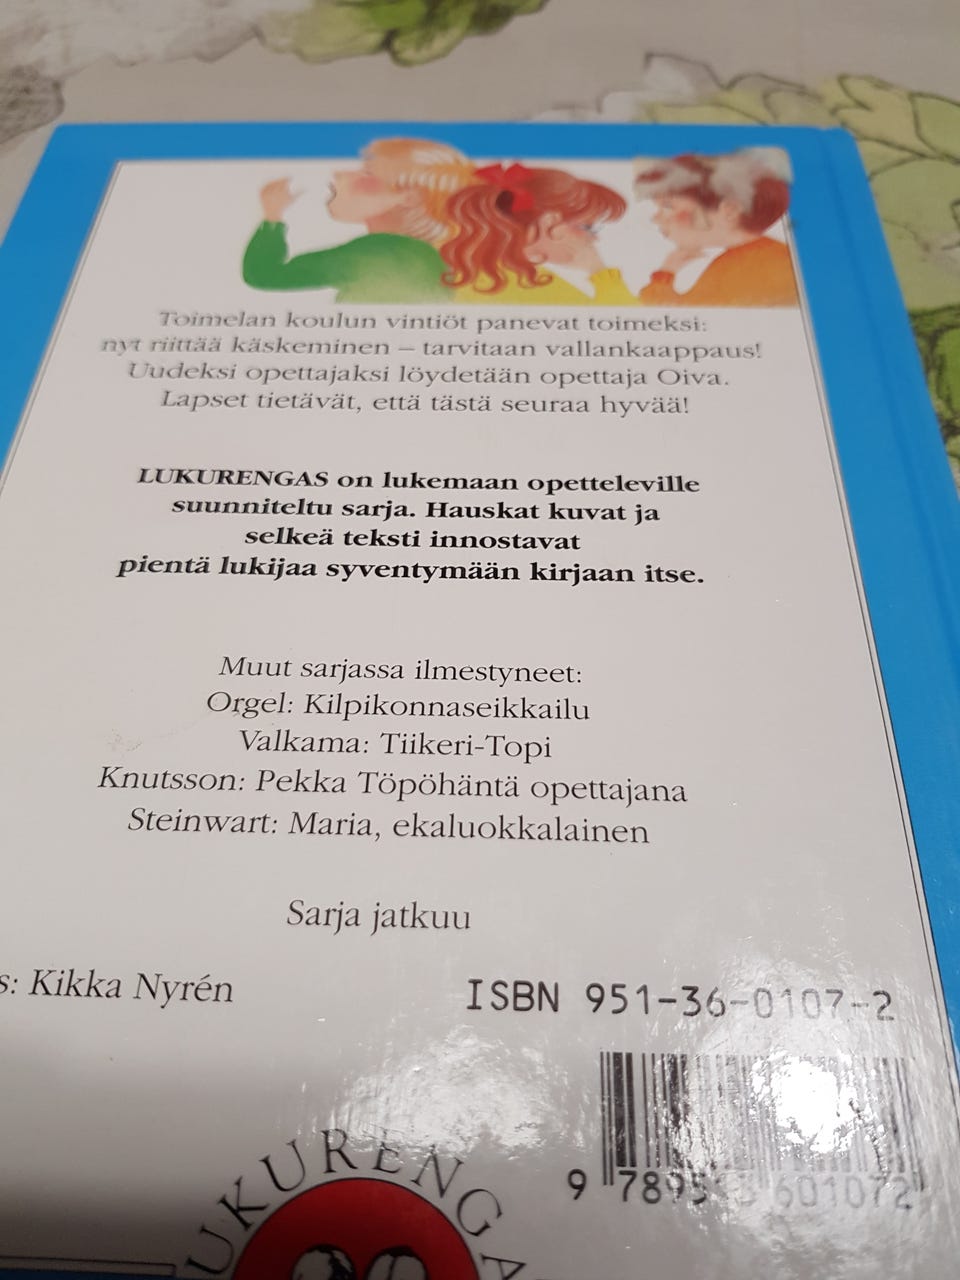 Toimelan koulun vintiöt panevat toimeksi:
nyt riittää käskeminen – tarvitaan vallankaappaus!
Uudeksi opettajaksi löydetään opettaja Oiva.
Lapset tietävät, että tästä seuraa hyvää!
LUKURENGAS on lukemaan opetteleville
suunniteltu sarja. Hauskat kuvat ja
selkeä teksti innostavat
pientä lukijaa syventymään kirjaan itse.
Muut sarjassa ilmestyneet:
Orgel: Kilpikonnaseikkailu
Valkama: Tiikeri-Topi
Knutsson: Pekka Töpöhäntä opettajana
Steinwart: Maria, ekaluokkalainen
Sarja jatkuu
s: Kikka Nyrén
ISBN 951-36-0107-2
9 789513 601072
UKURENGA